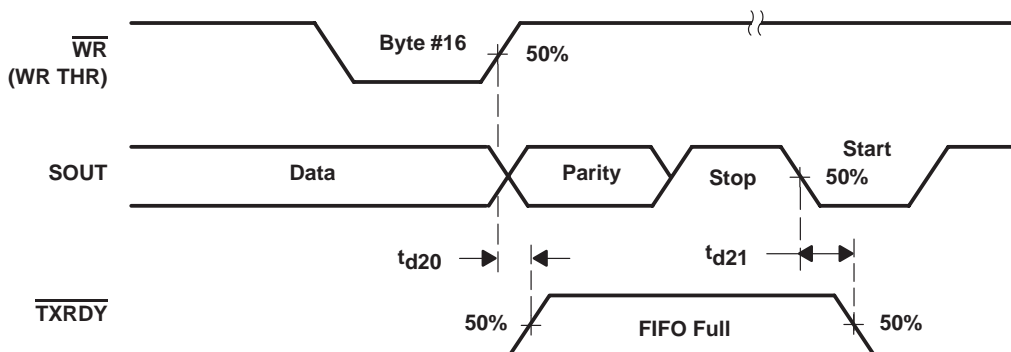 WR
(WR THR)
Byte #16
50%
SOUT
Data
Parity
Stop
Start
50%
td20
td21
TXRDY
50%
FIFO Full
50%